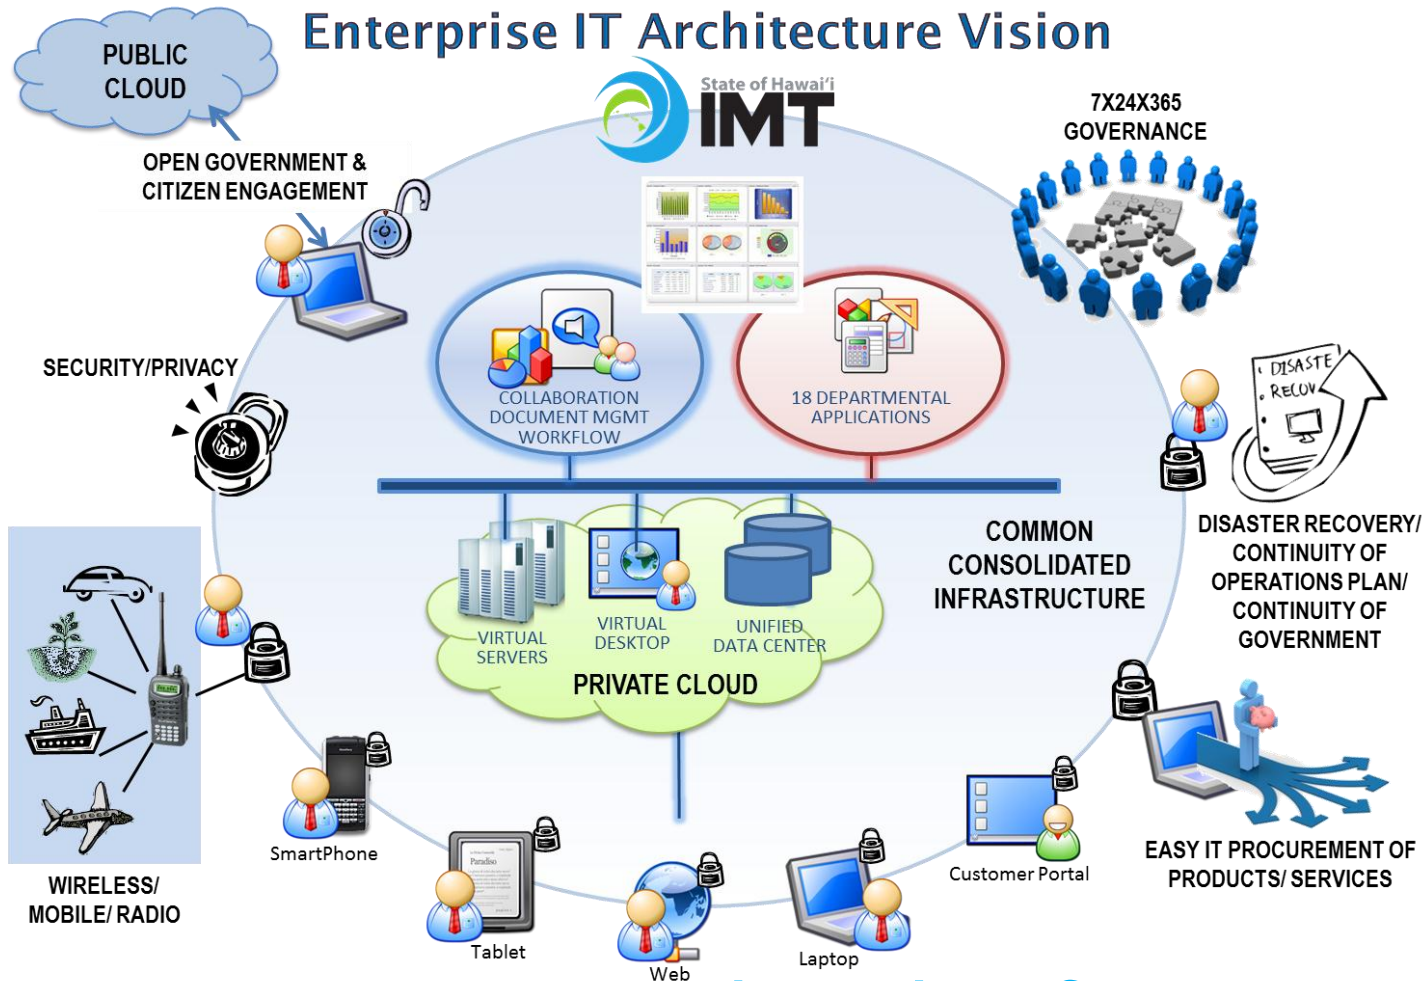 Enterprise IT Architecture Vision
PUBLIC
CLOUD
State of Hawai‘i
IMT
7X24X365
GOVERNANCE
OPEN GOVERNMENT &
CITIZEN ENGAGEMENT
SECURITY/PRIVACY
COLLABORATION
DOCUMENT MGMT
WORKFLOW
18 DEPARTMENTAL
APPLICATIONS
DISASTE
RECOV
DISASTER RECOVERY/
CONTINUITY OF
OPERATIONS PLAN/
CONTINUITY OF
GOVERNMENT
COMMON
CONSOLIDATED
INFRASTRUCTURE
VIRTUAL
SERVERS
VIRTUAL
DESKTOP
UNIFIED
DATA CENTER
PRIVATE CLOUD
WIRELESS/
MOBILE/ RADIO
SmartPhone
Paradiso
Tablet
Web
Laptop
Customer Portal
EASY IT PROCUREMENT OF
PRODUCTS/ SERVICES